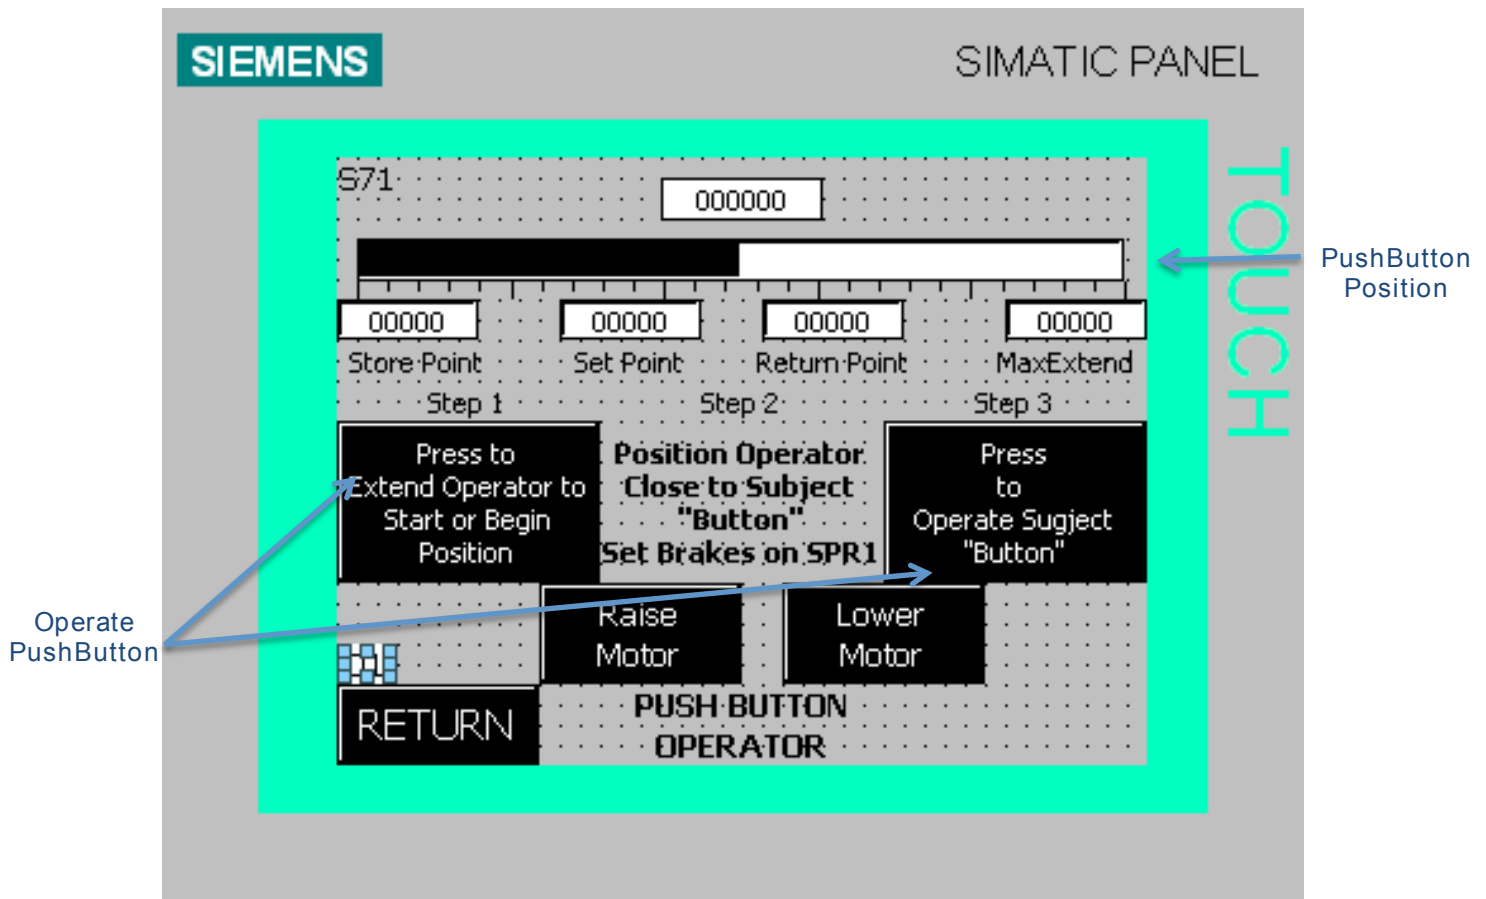 SIEMENS
SIMATIC PANEL
TOUCH
S71
000000
PushButton
Position
00000 00000 00000 00000
Store Point Set Point Return Point MaxExtend
Step 1 Step 2 Step 3
Press to
Extend Operator to
Start or Begin
Position
Position Operator
Close to Subject
"Button"
Set Brakes on SPR1
Press
to
Operate Sugject
"Button"
Operate
PushButton
Raise
Motor
Lower
Motor
RETURN
PUSH BUTTON
OPERATOR